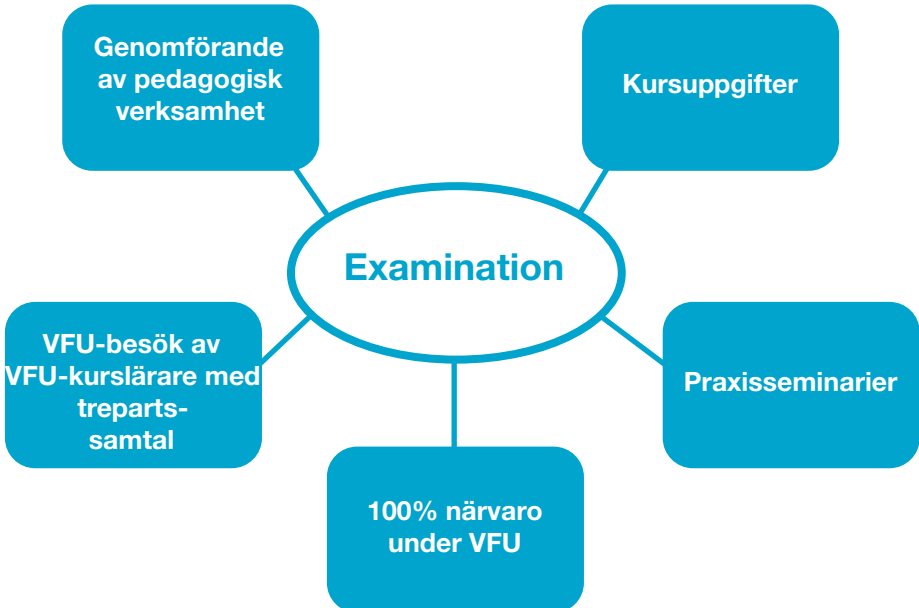 Genomförande
av pedagogisk
verksamhet
Kursuppgifter
Examination
VFU-besök av
VFU-kurslärare med
treparts-
samtal
Praxisseminarier
100% närvaro
under VFU